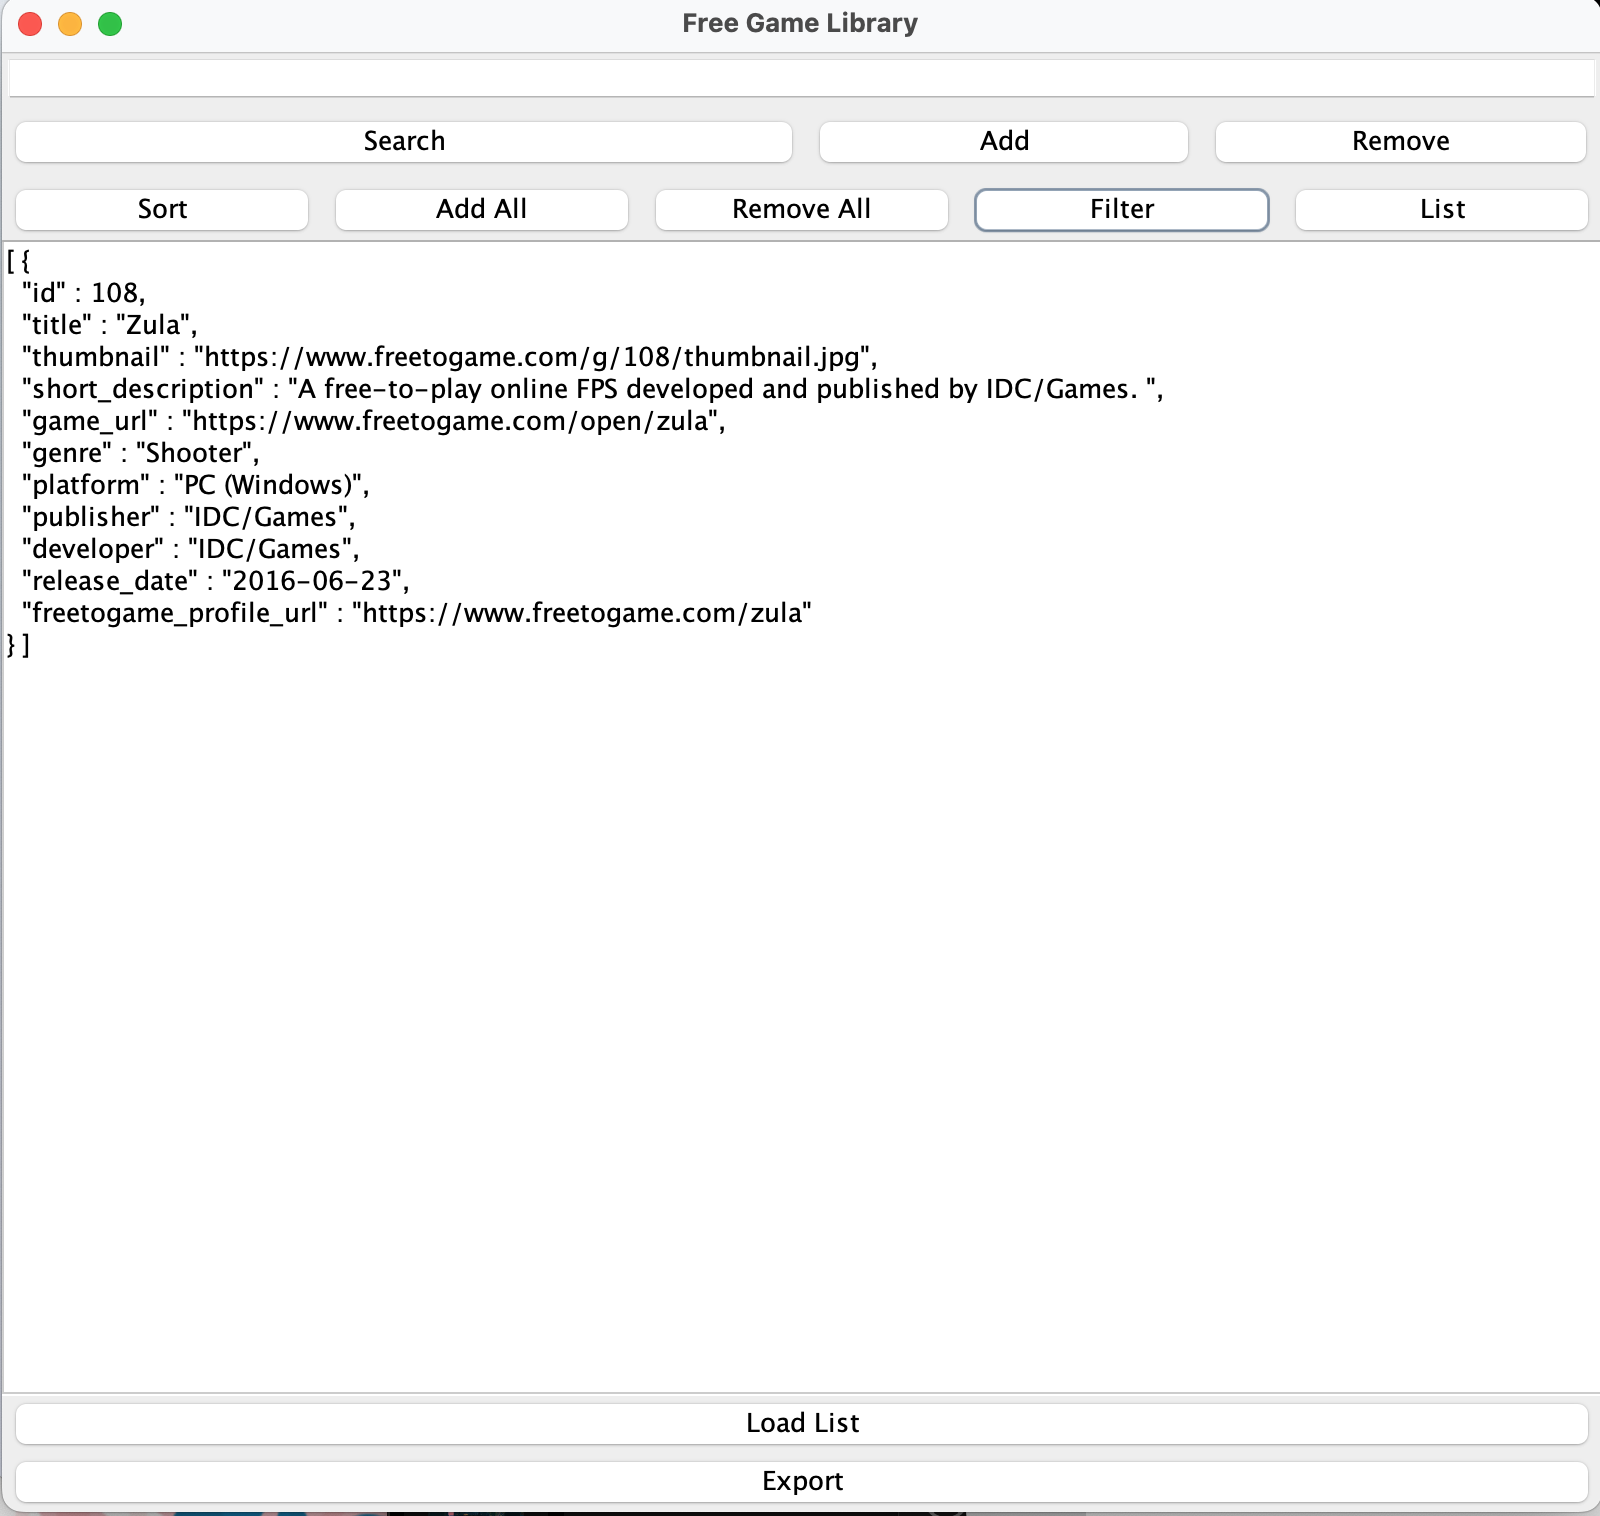 Free Game Library
Search Add Remove
Sort Add All Remove All Filter List
[ {
  "id" : 108,
  "title" : "Zula",
  "thumbnail" : "https://www.freetogame.com/g/108/thumbnail.jpg",
  "short_description" : "A free-to-play online FPS developed and published by IDC/Games. ",
  "game_url" : "https://www.freetogame.com/open/zula",
  "genre" : "Shooter",
  "platform" : "PC (Windows)",
  "publisher" : "IDC/Games",
  "developer" : "IDC/Games",
  "release_date" : "2016-06-23",
  "freetogame_profile_url" : "https://www.freetogame.com/zula"
} ]
Load List
Export